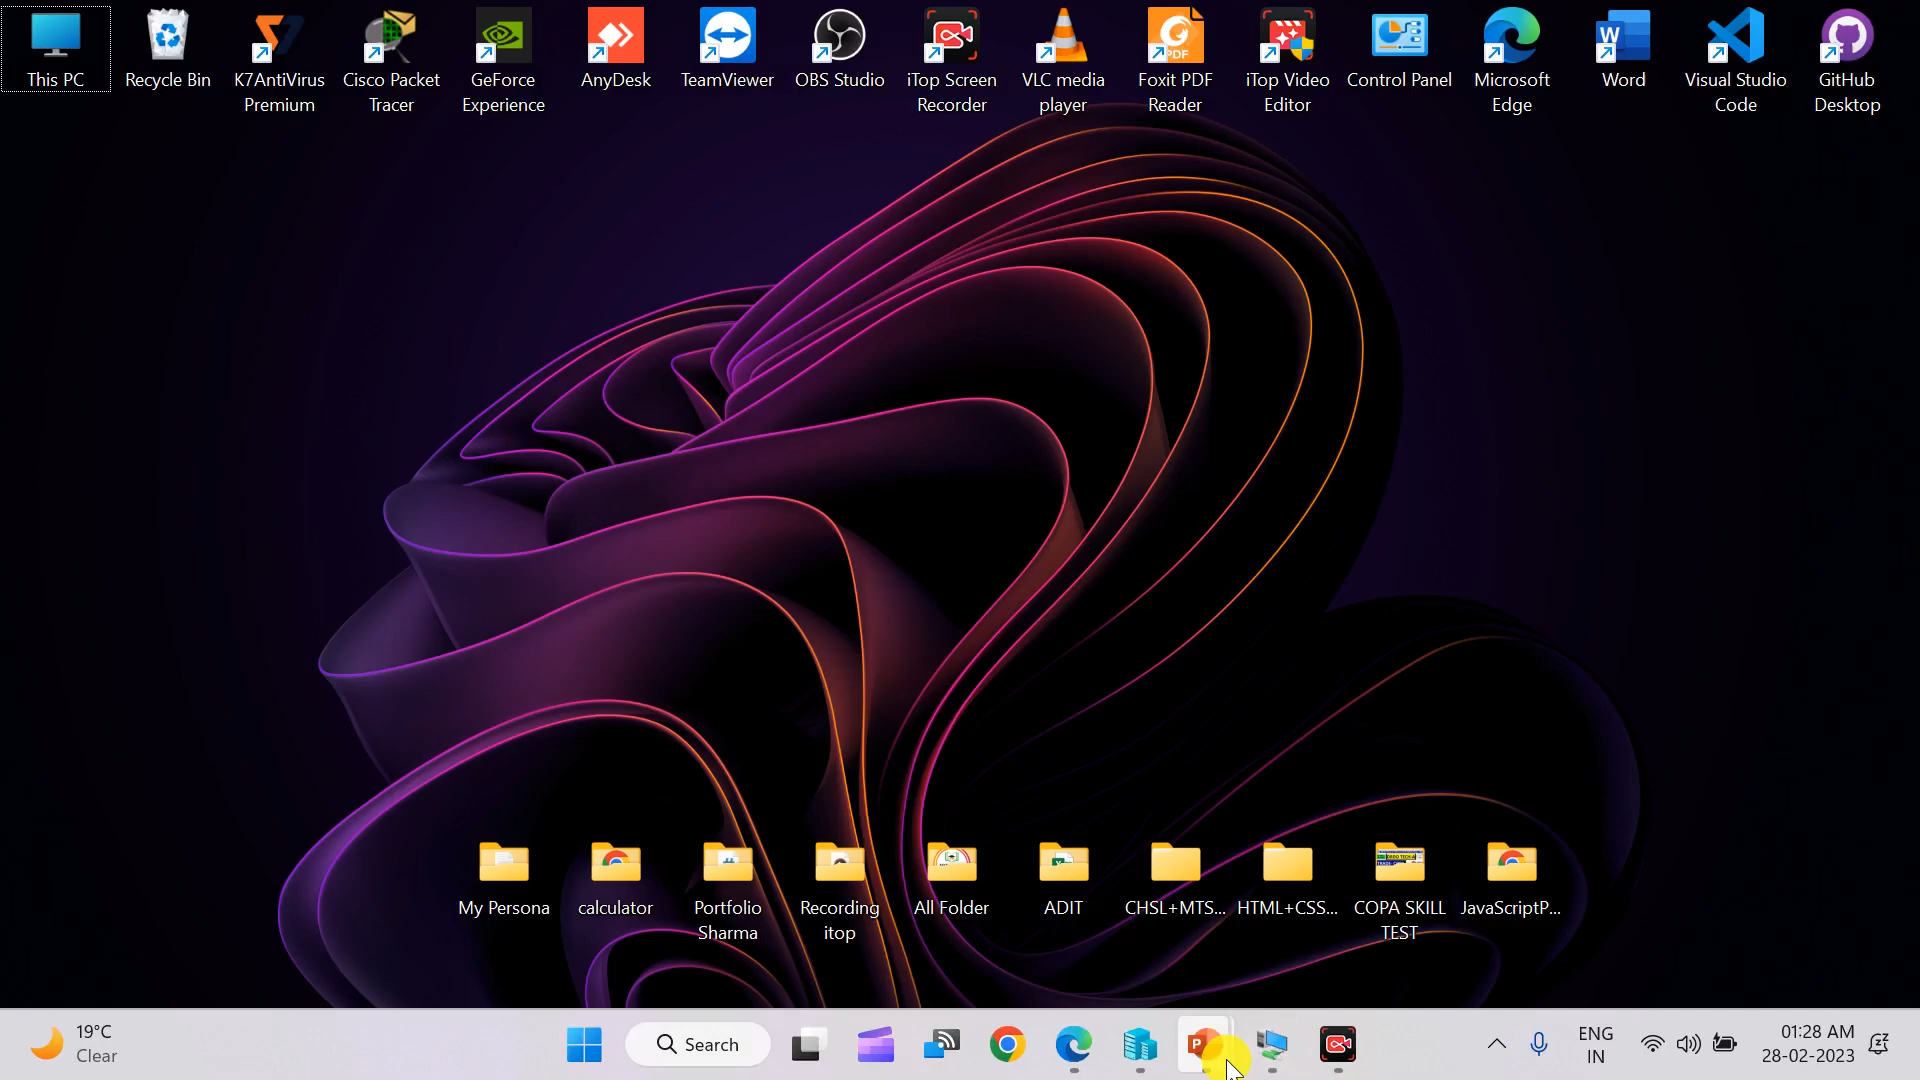 This PC
Recycle Bin
K7AntiVirus
Premium
Cisco Packet
Tracer
GeForce
Experience
AnyDesk
TeamViewer
OBS Studio
iTop Screen
Recorder
VLC media
player
PDF
Foxit PDF
Reader
iTop Video
Editor
Control Panel
Microsoft
Edge
W
Word
Visual Studio
Code
GitHub
Desktop
My Persona
calculator
Portfolio
Sharma
Recording
itop
All Folder
ADIT
CHSL+MTS...
HTML+CSS...
COPA SKILL
TEST
JavaScriptP...
19°C
Clear
Search
P
ENG
IN
01:28 AM
28-02-2023